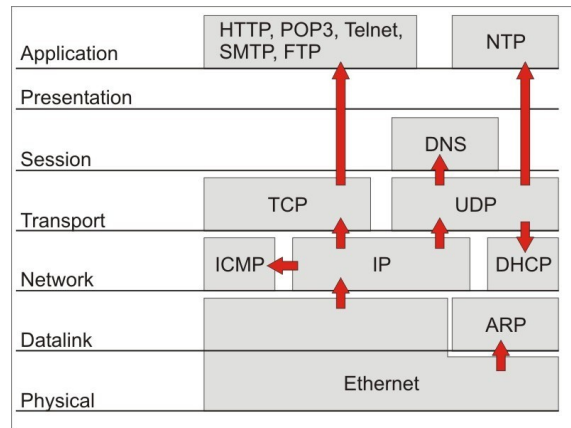 HTTP, POP3, Telnet,
SMTP, FTP
NTP
Application
Presentation
DNS
Session
TCP
UDP
Transport
ICMP
IP
DHCP
Network
ARP
Datalink
Ethernet
Physical